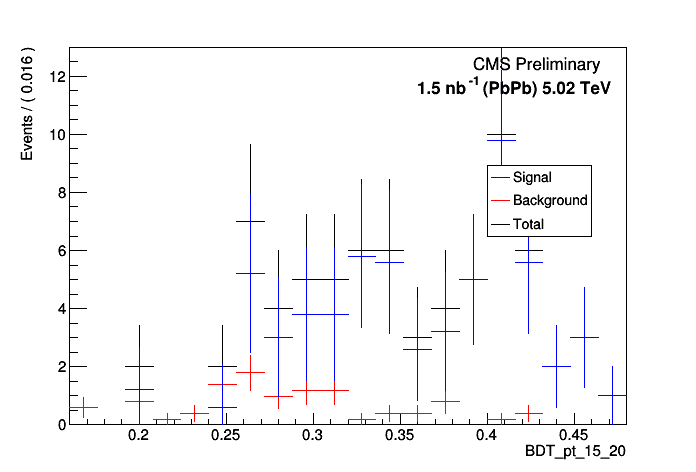 CMS Preliminary
1.5 nb⁻¹ (PbPb) 5.02 TeV
Events / ( 0.016 )
12
10
8
6
4
2
0
Signal
Background
Total
0.2 0.25 0.3 0.35 0.4 0.45
BDT_pt_15_20